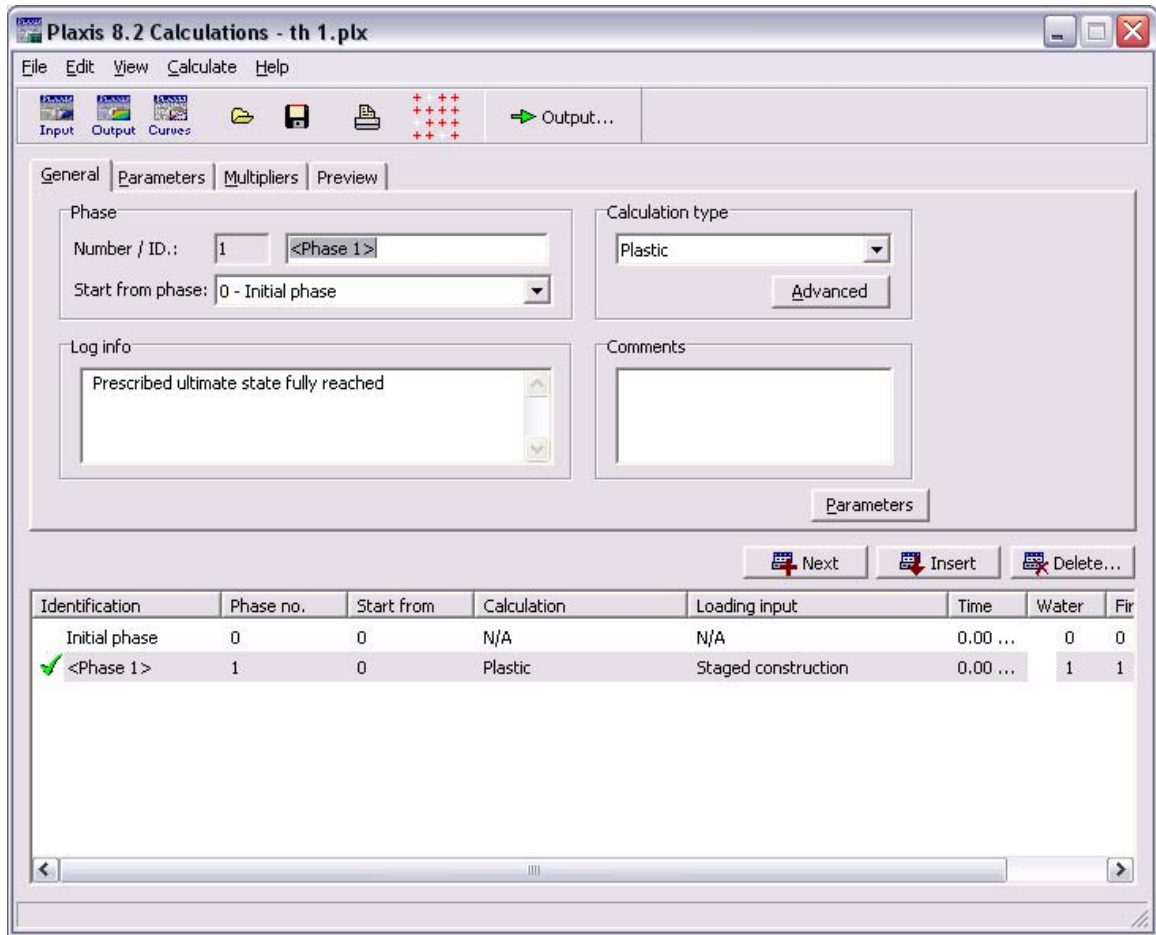 Plaxis 8.2 Calculations - th 1.plx
File Edit View Calculate Help
Input Output Curves Output...
General Parameters Multipliers Preview
Phase
Number / ID.: 1 <Phase 1>
Start from phase: 0 - Initial phase
Calculation type
Plastic
Advanced
Log info
Prescribed ultimate state fully reached
Comments
Parameters
Next Insert Delete...
Identification Phase no. Start from Calculation Loading input Time Water Fir
Initial phase 0 0 N/A N/A 0.00 ... 0 0
<Phase 1> 1 0 Plastic Staged construction 0.00 ... 1 1